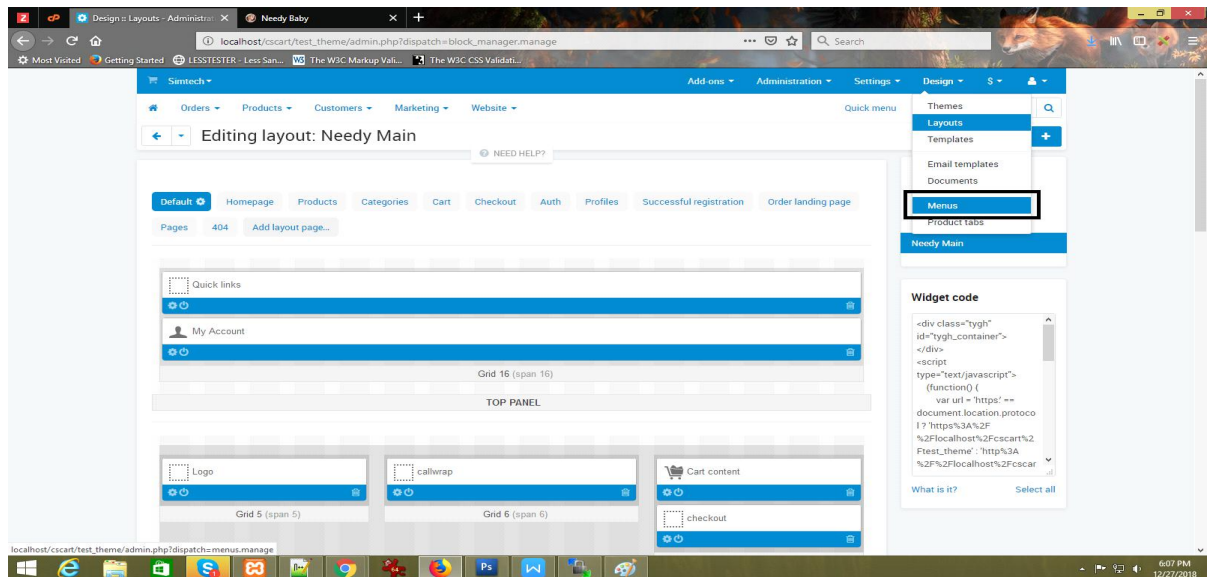 Design :: Layouts - Administrat
Needy Baby
localhost/cscart/test_theme/admin.php?dispatch=block_manager.manage
Search
Most Visited
Getting Started
LESSTESTER - Less San...
The W3C Markup Vali...
The W3C CSS Validati...
Simtech
Add-ons
Administration
Settings
Design
$
Orders
Products
Customers
Marketing
Website
Quick menu
Themes
Layouts
Templates
Email templates
Documents
Menus
Product tabs
Editing layout: Needy Main
NEED HELP?
Default
Homepage
Products
Categories
Cart
Checkout
Auth
Profiles
Successful registration
Order landing page
Pages
404
Add layout page...
Needy Main
Quick links
My Account
Grid 16 (span 16)
TOP PANEL
Widget code
<div class="tygh"
id="tygh_container">
</div>
<script
type="text/javascript">
(function() {
var url = 'https:' ==
document.location.protoco
l ? 'https%3A%2F
%2Flocalhost%2Fcscart%2
Ftest_theme' : 'http%3A
%2F%2Flocalhost%2Fcscar
What is it?
Select all
Logo
callwrap
Cart content
Grid 5 (span 5)
Grid 6 (span 6)
checkout
localhost/cscart/test_theme/admin.php?dispatch=menus.manage
Ps
6:07 PM
12/27/2018